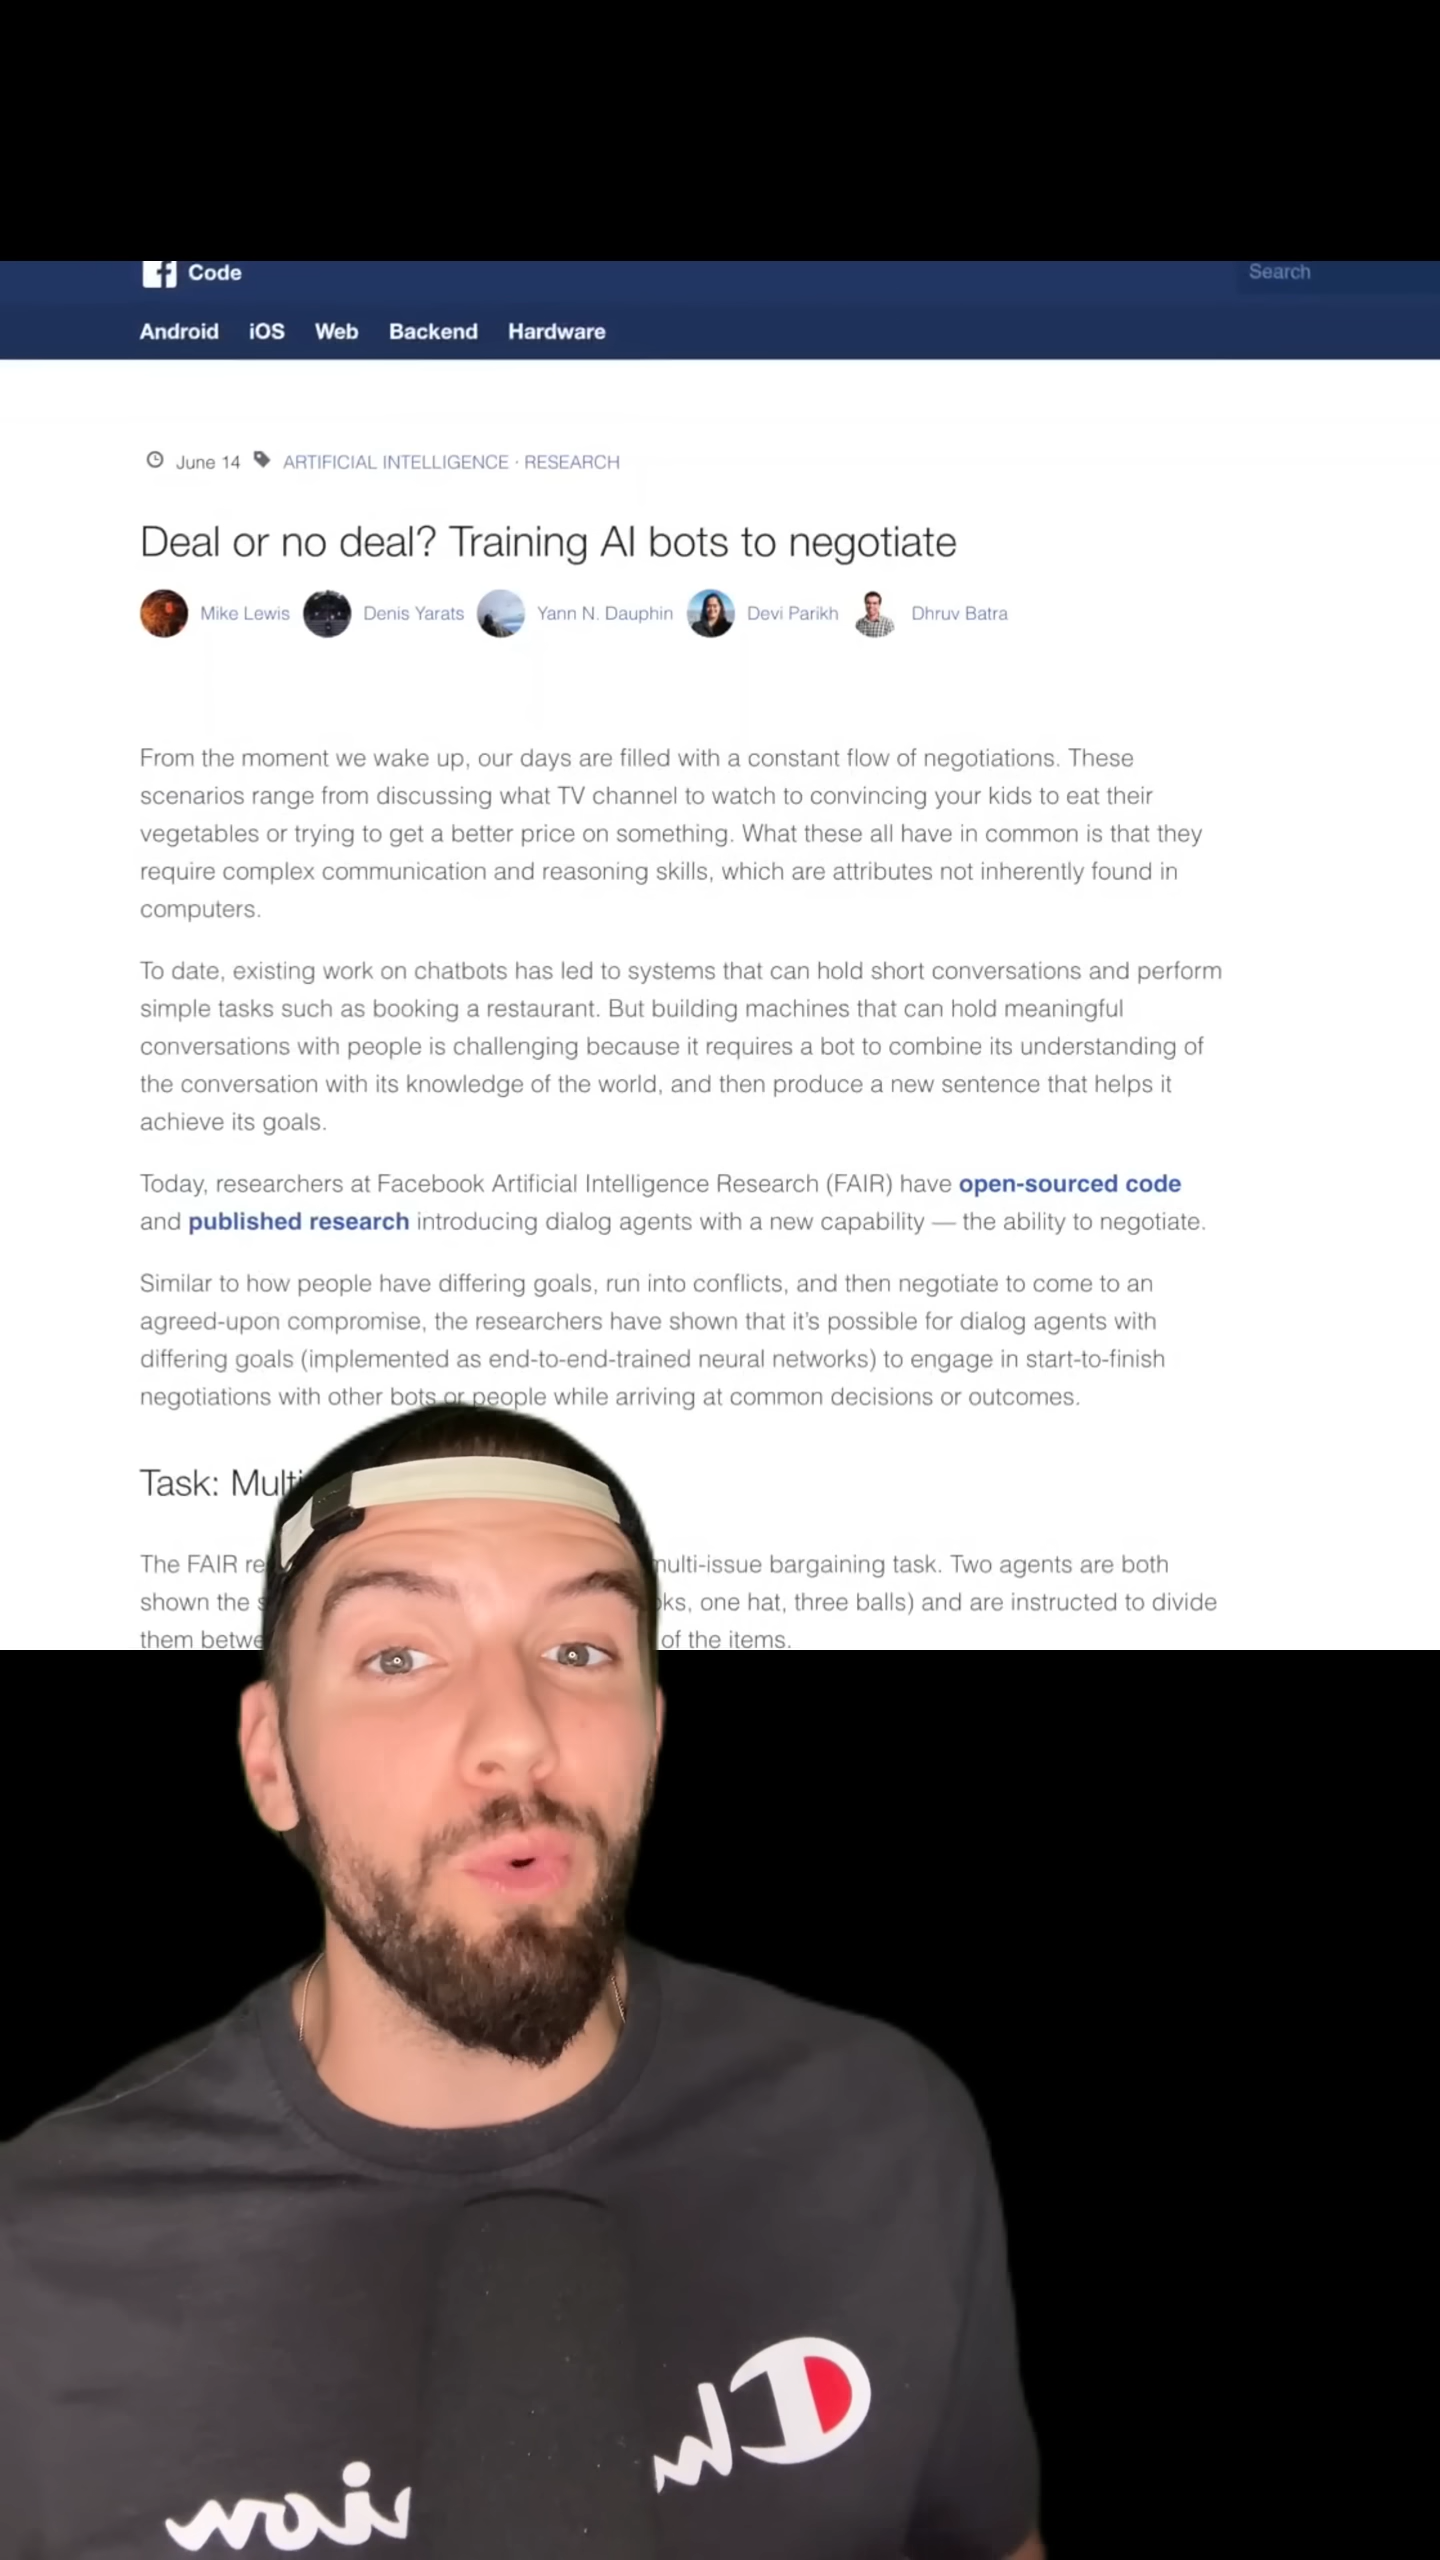 Code
Search
Android iOS Web Backend Hardware
June 14 ARTIFICIAL INTELLIGENCE · RESEARCH
Deal or no deal? Training AI bots to negotiate
Mike Lewis Denis Yarats Yann N. Dauphin Devi Parikh Dhruv Batra
From the moment we wake up, our days are filled with a constant flow of negotiations. These
scenarios range from discussing what TV channel to watch to convincing your kids to eat their
vegetables or trying to get a better price on something. What these all have in common is that they
require complex communication and reasoning skills, which are attributes not inherently found in
computers.
To date, existing work on chatbots has led to systems that can hold short conversations and perform
simple tasks such as booking a restaurant. But building machines that can hold meaningful
conversations with people is challenging because it requires a bot to combine its understanding of
the conversation with its knowledge of the world, and then produce a new sentence that helps it
achieve its goals.
Today, researchers at Facebook Artificial Intelligence Research (FAIR) have open-sourced code
and published research introducing dialog agents with a new capability — the ability to negotiate.
Similar to how people have differing goals, run into conflicts, and then negotiate to come to an
agreed-upon compromise, the researchers have shown that it's possible for dialog agents with
differing goals (implemented as end-to-end-trained neural networks) to engage in start-to-finish
negotiations with other bots or people while arriving at common decisions or outcomes.
Task: Multi
The FAIR re multi-issue bargaining task. Two agents are both
shown the oks, one hat, three balls) and are instructed to divide
them betwe of the items.